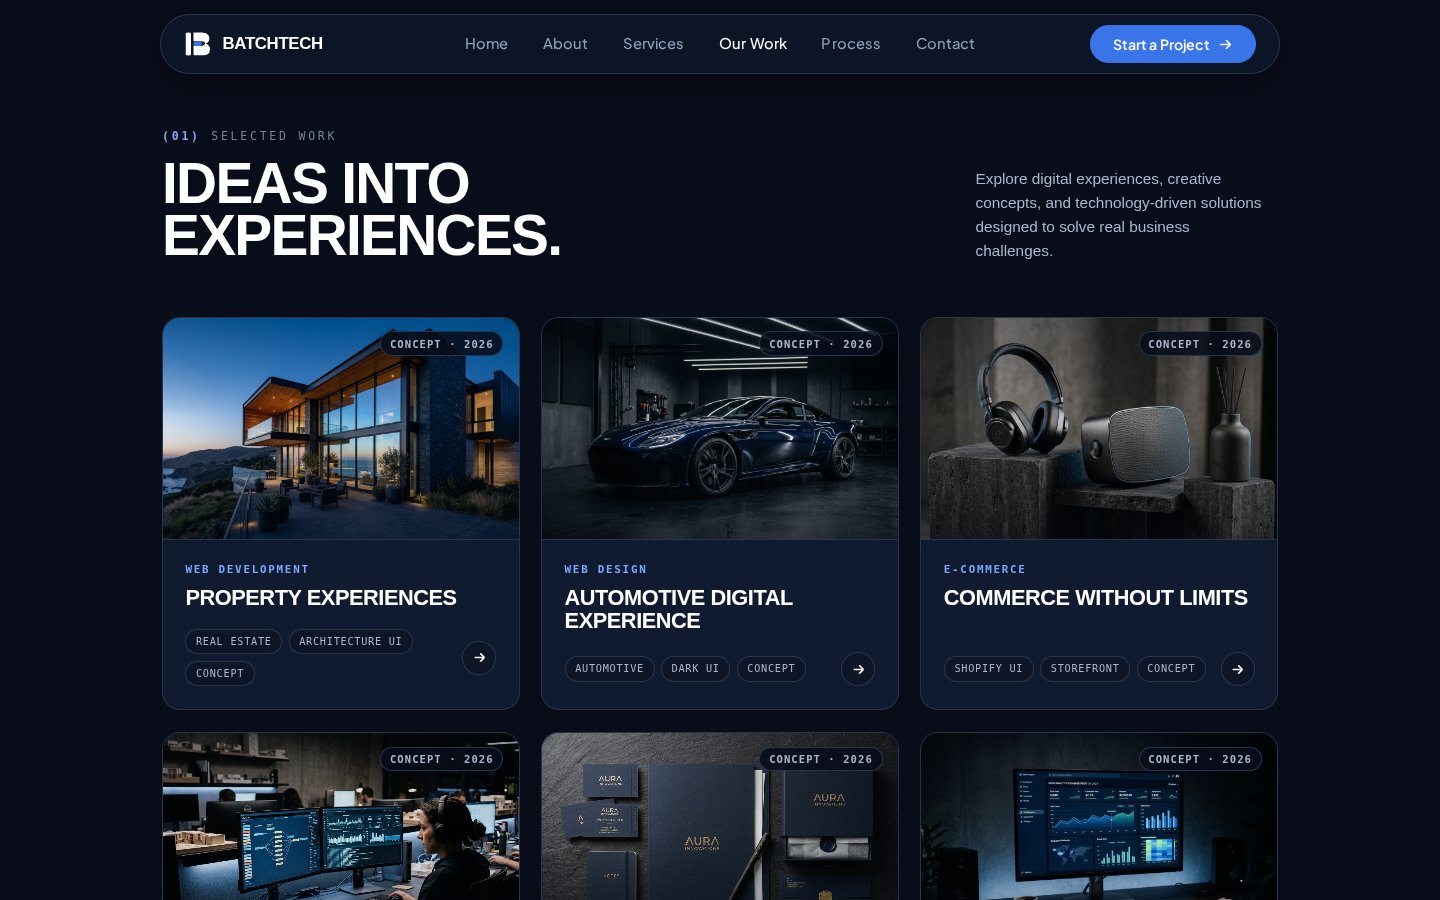 BATCHTECH
Home About Services Our Work Process Contact
Start a Project
(01) SELECTED WORK
IDEAS INTO
EXPERIENCES.
Explore digital experiences, creative
concepts, and technology-driven solutions
designed to solve real business
challenges.
CONCEPT · 2026
WEB DEVELOPMENT
PROPERTY EXPERIENCES
REAL ESTATE
ARCHITECTURE UI
CONCEPT
CONCEPT · 2026
WEB DESIGN
AUTOMOTIVE DIGITAL
EXPERIENCE
AUTOMOTIVE
DARK UI
CONCEPT
CONCEPT · 2026
E-COMMERCE
COMMERCE WITHOUT LIMITS
SHOPIFY UI
STOREFRONT
CONCEPT
CONCEPT · 2026
CONCEPT · 2026
AURA
AURA
AURA
AURA
NOTES
CONCEPT · 2026